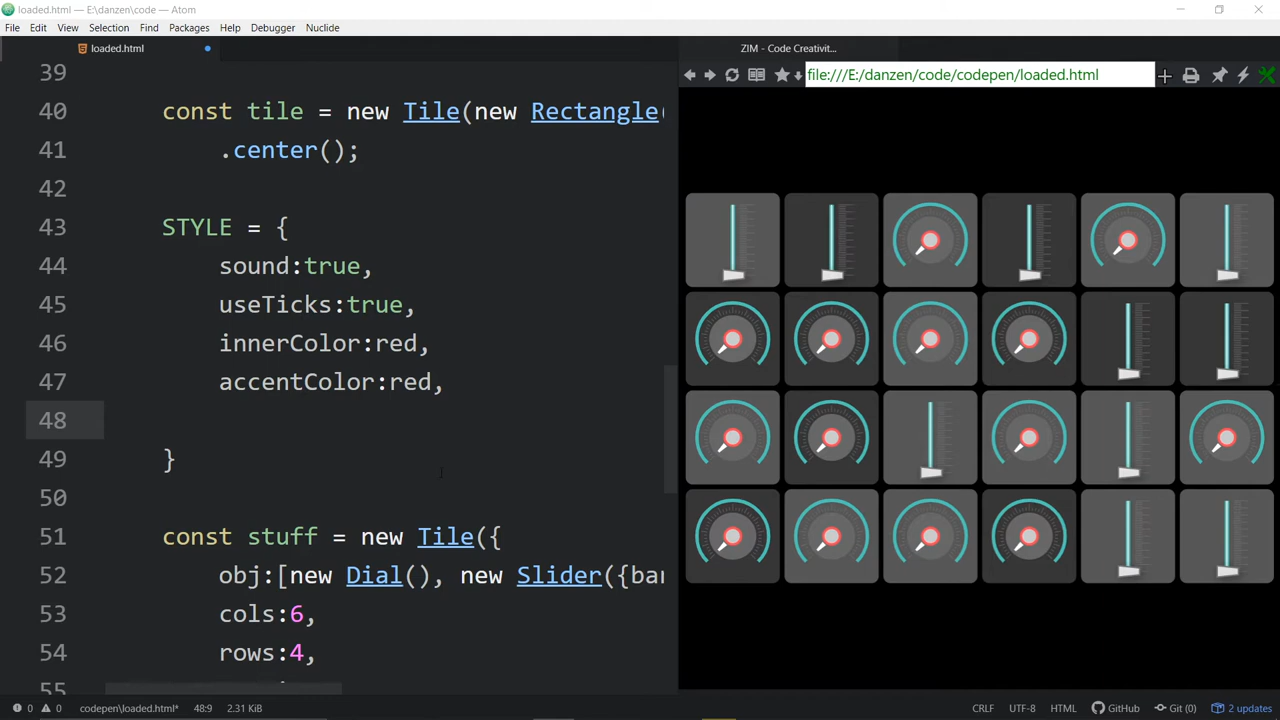 loaded.html — E:\danzen\code — Atom
File Edit View Selection Find Packages Help Debugger Nuclide
loaded.html
ZIM - Code Creativit...
file:///E:/danzen/code/codepen/loaded.html
39
40 const tile = new Tile(new Rectangle(
41 .center();
42
43 STYLE = {
44 sound:true,
45 useTicks:true,
46 innerColor:red,
47 accentColor:red,
48
49 }
50
51 const stuff = new Tile({
52 obj:[new Dial(), new Slider({bar
53 cols:6,
54 rows:4,
55
0 0 codepen\loaded.html* 48:9 2.31 KiB CRLF UTF-8 HTML GitHub Git (0) 2 updates